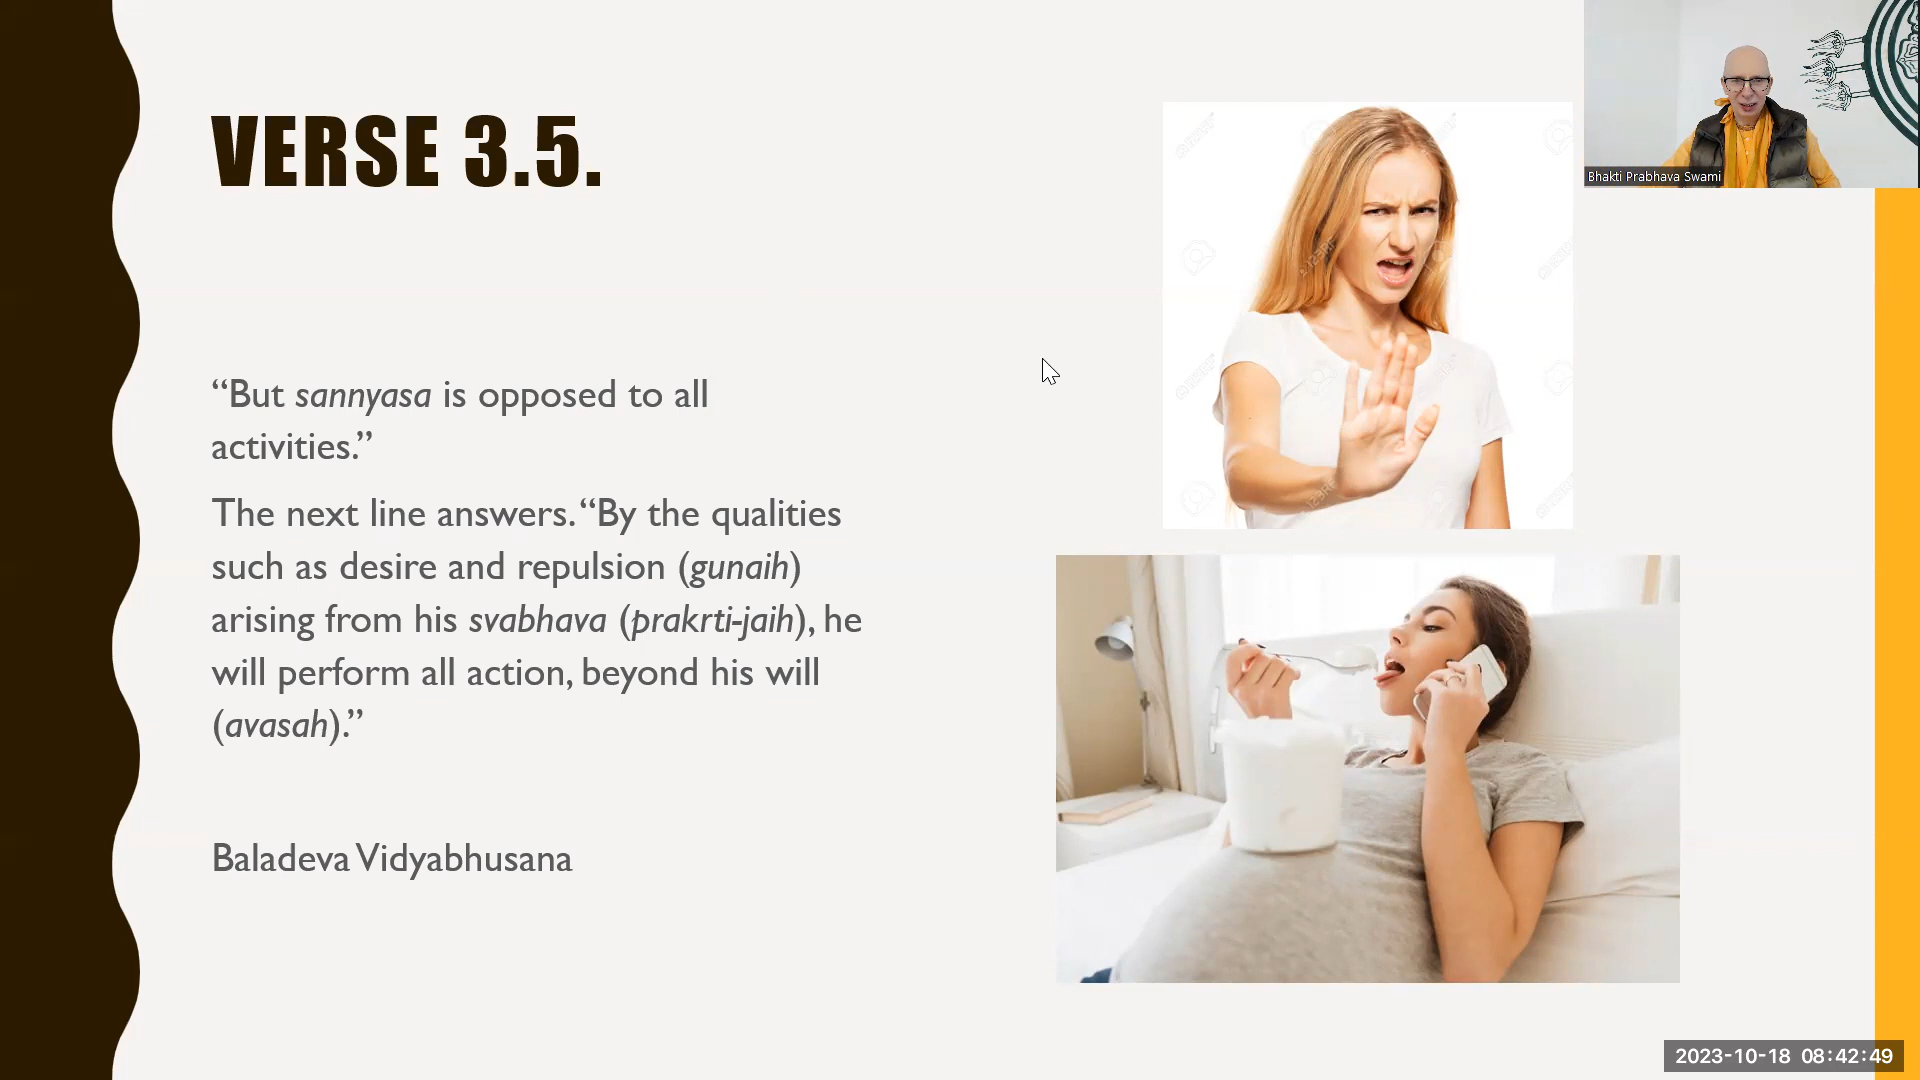 VERSE 3.5.
“But sannyasa is opposed to all
activities.”
The next line answers. “By the qualities
such as desire and repulsion (gunaih)
arising from his svabhava (prakrti-jaih), he
will perform all action, beyond his will
(avasah).”
Baladeva Vidyabhusana
Bhakti Prabhava Swami
2023-10-18 08:42:49